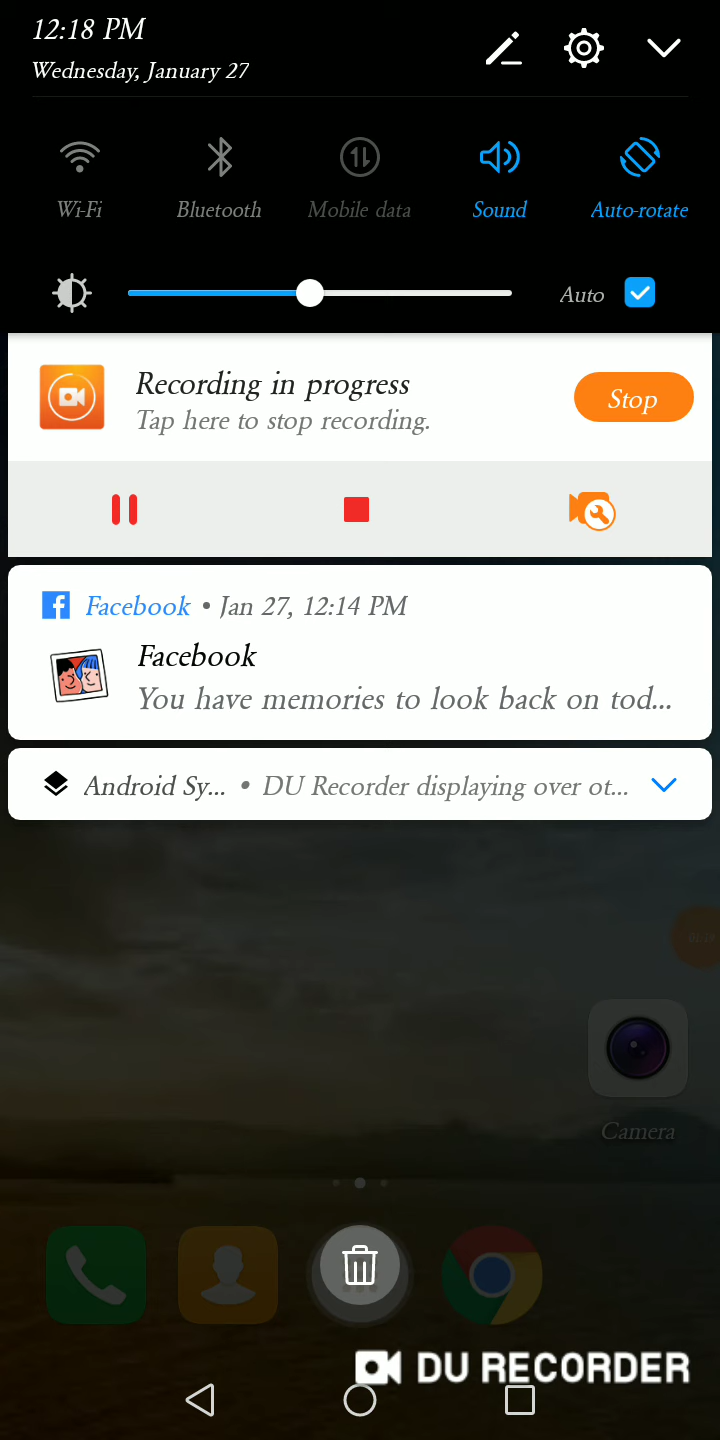 12:18 PM
Wednesday, January 27
Wi-Fi Bluetooth Mobile data Sound Auto-rotate
Auto
Recording in progress
Tap here to stop recording.
Stop
Facebook • Jan 27, 12:14 PM
Facebook
You have memories to look back on tod...
Android Sy... • DU Recorder displaying over ot...
Camera
DU RECORDER